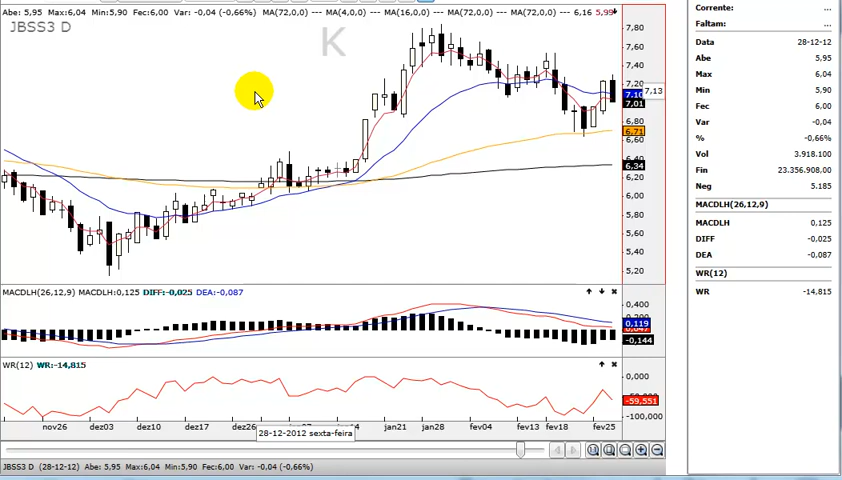 Abe: 5,95 Max:6,04 Min:5,90 Fec:6,00 Var: -0,04 (-0,66%) MA(72,0,0) --- MA(4,0,0) --- MA(16,0,0) --- MA(72,0,0) --- MA(72,0,0) --- 6,16 5,99
JBSS3 D
K
7,80
7,60
7,40
7,20
7,13
7,10
7,01
6,80
6,71
6,60
6,40
6,34
6,20
6,00
5,80
5,60
5,40
5,20
MACDLH(26,12,9) MACDLH:0,125 DIFF:-0,025 DEA:-0,087
0,400
0,119
-0,144
WR(12) WR:-14,815
0,000
-59,551
-100,000
nov26 dez03 dez10 dez17 dez26 jan21 jan28 fev04 fev13 fev18 fev25
28-12-2012 sexta-feira
JBSS3 D (28-12-12) Abe: 5,95 Max:6,04 Min:5,90 Fec:6,00 Var: -0,04 (-0,66%)
Corrente: ...
Faltam: ...
Data 28-12-12
Abe 5,95
Max 6,04
Min 5,90
Fec 6,00
Var -0,04
% -0,66%
Vol 3.918.100
Fin 23.356.908,00
Neg 5.185
MACDLH(26,12,9)
MACDLH 0,125
DIFF -0,025
DEA -0,087
WR(12)
WR -14,815